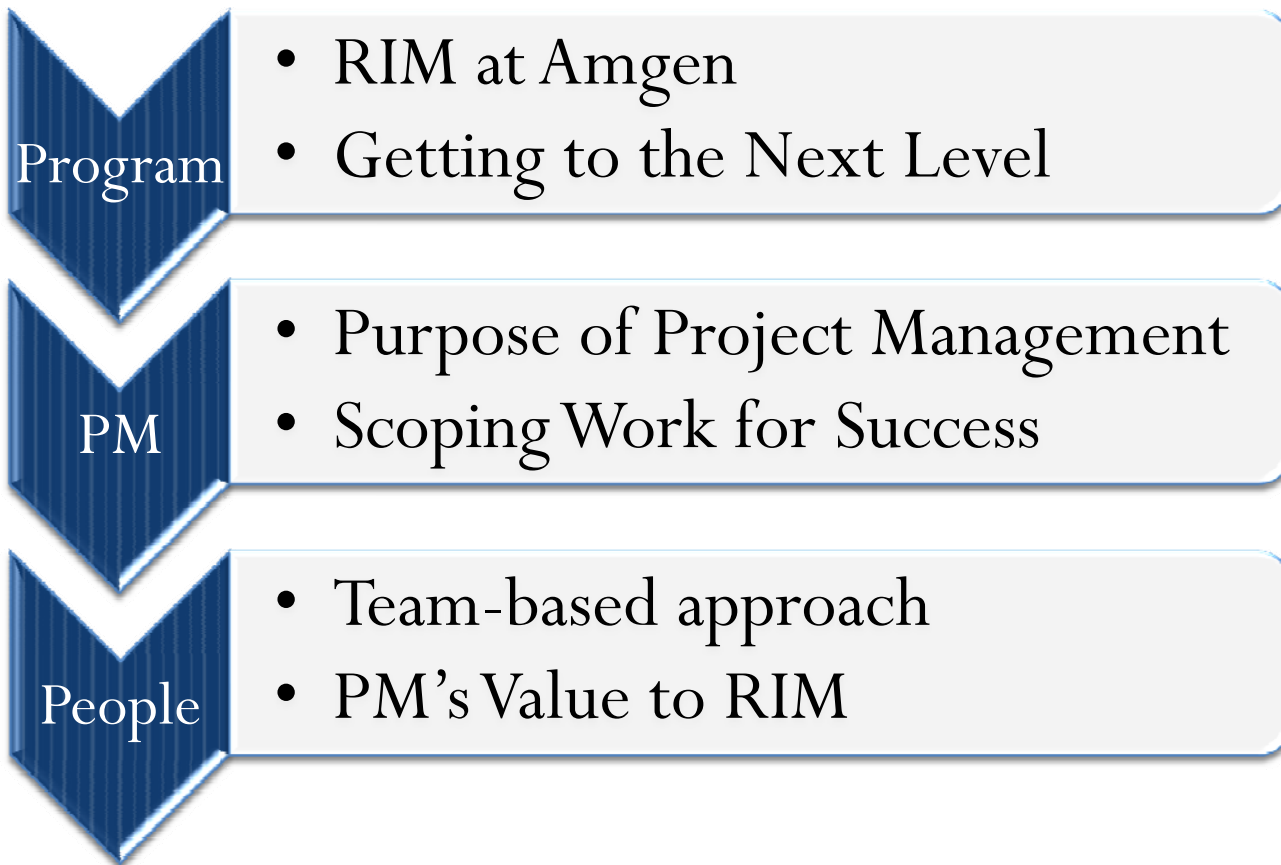 Program
• RIM at Amgen
• Getting to the Next Level
PM
• Purpose of Project Management
• Scoping Work for Success
People
• Team-based approach
• PM’s Value to RIM